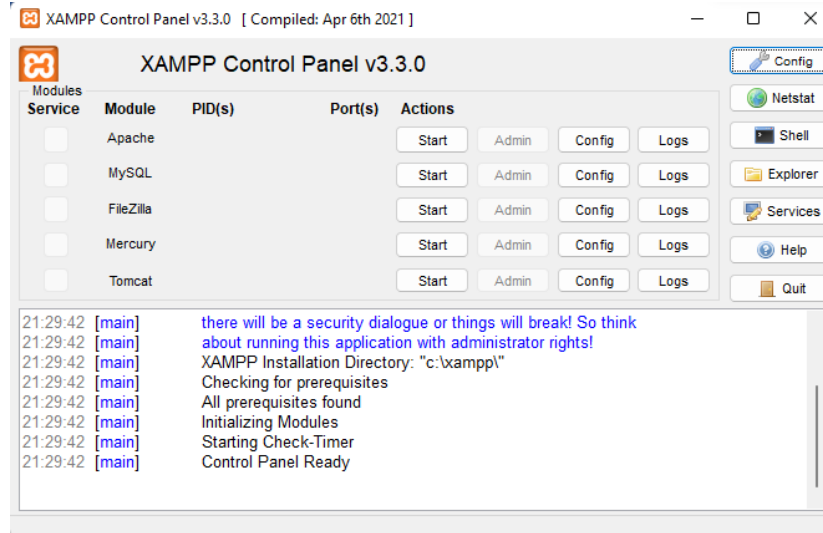 XAMPP Control Panel v3.3.0 [ Compiled: Apr 6th 2021 ]
XAMPP Control Panel v3.3.0
Config
Modules
Service Module PID(s) Port(s) Actions
Netstat
Apache Start Admin Config Logs
Shell
MySQL Start Admin Config Logs
Explorer
FileZilla Start Admin Config Logs
Services
Mercury Start Admin Config Logs
Help
Tomcat Start Admin Config Logs
Quit
21:29:42 [main] there will be a security dialogue or things will break! So think
21:29:42 [main] about running this application with administrator rights!
21:29:42 [main] XAMPP Installation Directory: "c:\xampp\"
21:29:42 [main] Checking for prerequisites
21:29:42 [main] All prerequisites found
21:29:42 [main] Initializing Modules
21:29:42 [main] Starting Check-Timer
21:29:42 [main] Control Panel Ready